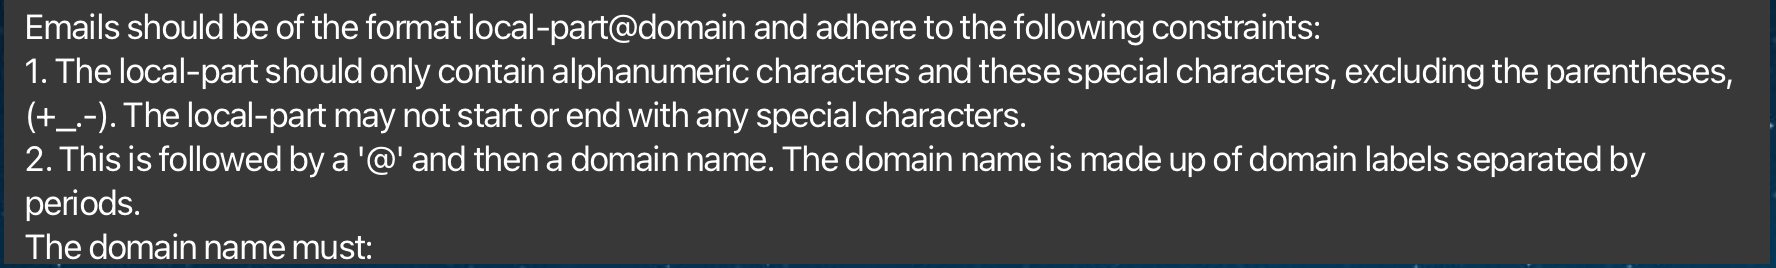 Emails should be of the format local-part@domain and adhere to the following constraints:
1. The local-part should only contain alphanumeric characters and these special characters, excluding the parentheses,
(+_.-). The local-part may not start or end with any special characters.
2. This is followed by a '@' and then a domain name. The domain name is made up of domain labels separated by
periods.
The domain name must: